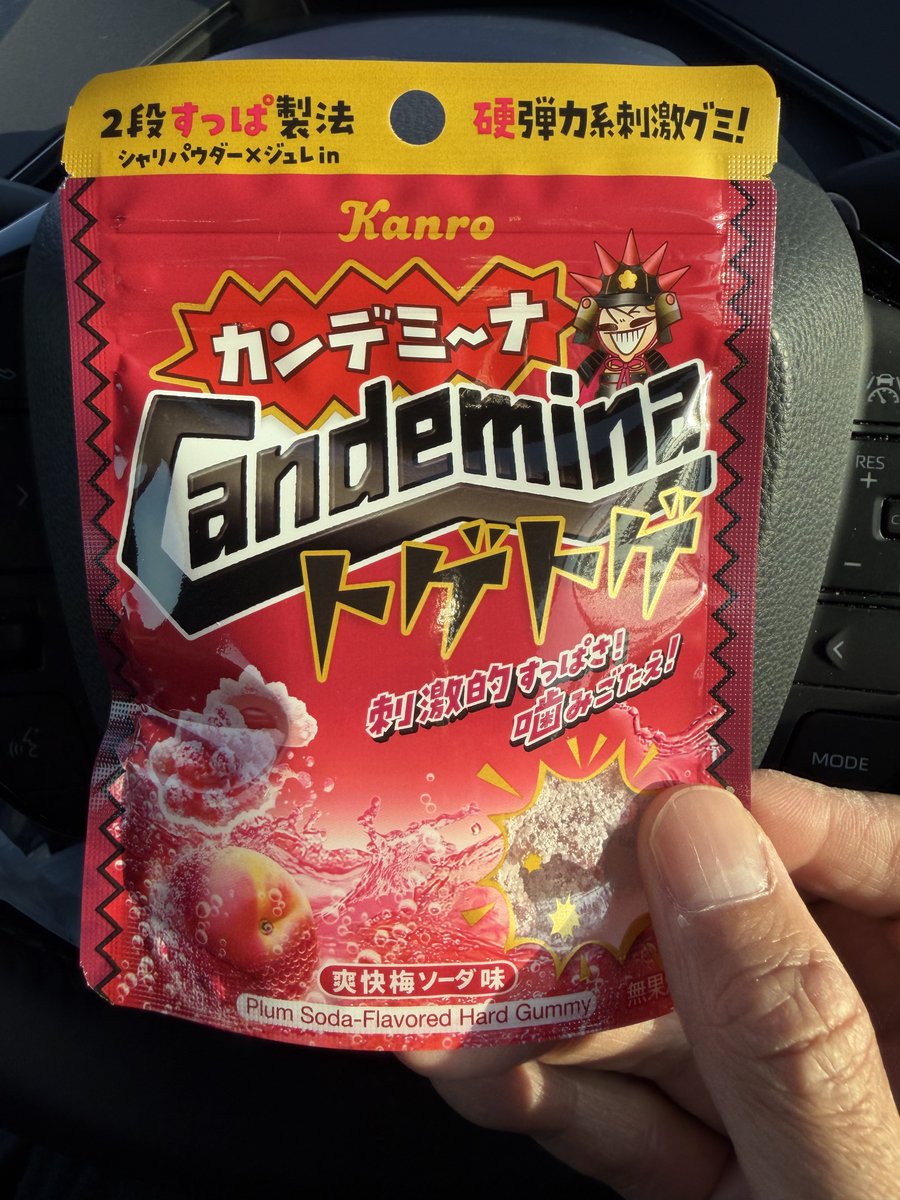 2段すっぱ製法
シャリパウダー×ジュレin
硬弾力系刺激グミ!
Kanro
カンデミ〜ナ
Candemina
トゲトゲ
刺激的すっぱさ!
噛みごたえ!
爽快梅ソーダ味
Plum Soda-Flavored Hard Gummy
無果
RES
+
−
MODE